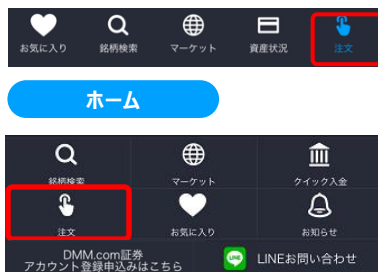 お気に入り 銘柄検索 マーケット 資産状況 注文
ホーム
銘柄検索 マーケット クイック入金
注文 お気に入り お知らせ
DMM.com証券
アカウント登録申込みはこちら
LINE LINEお問い合わせ